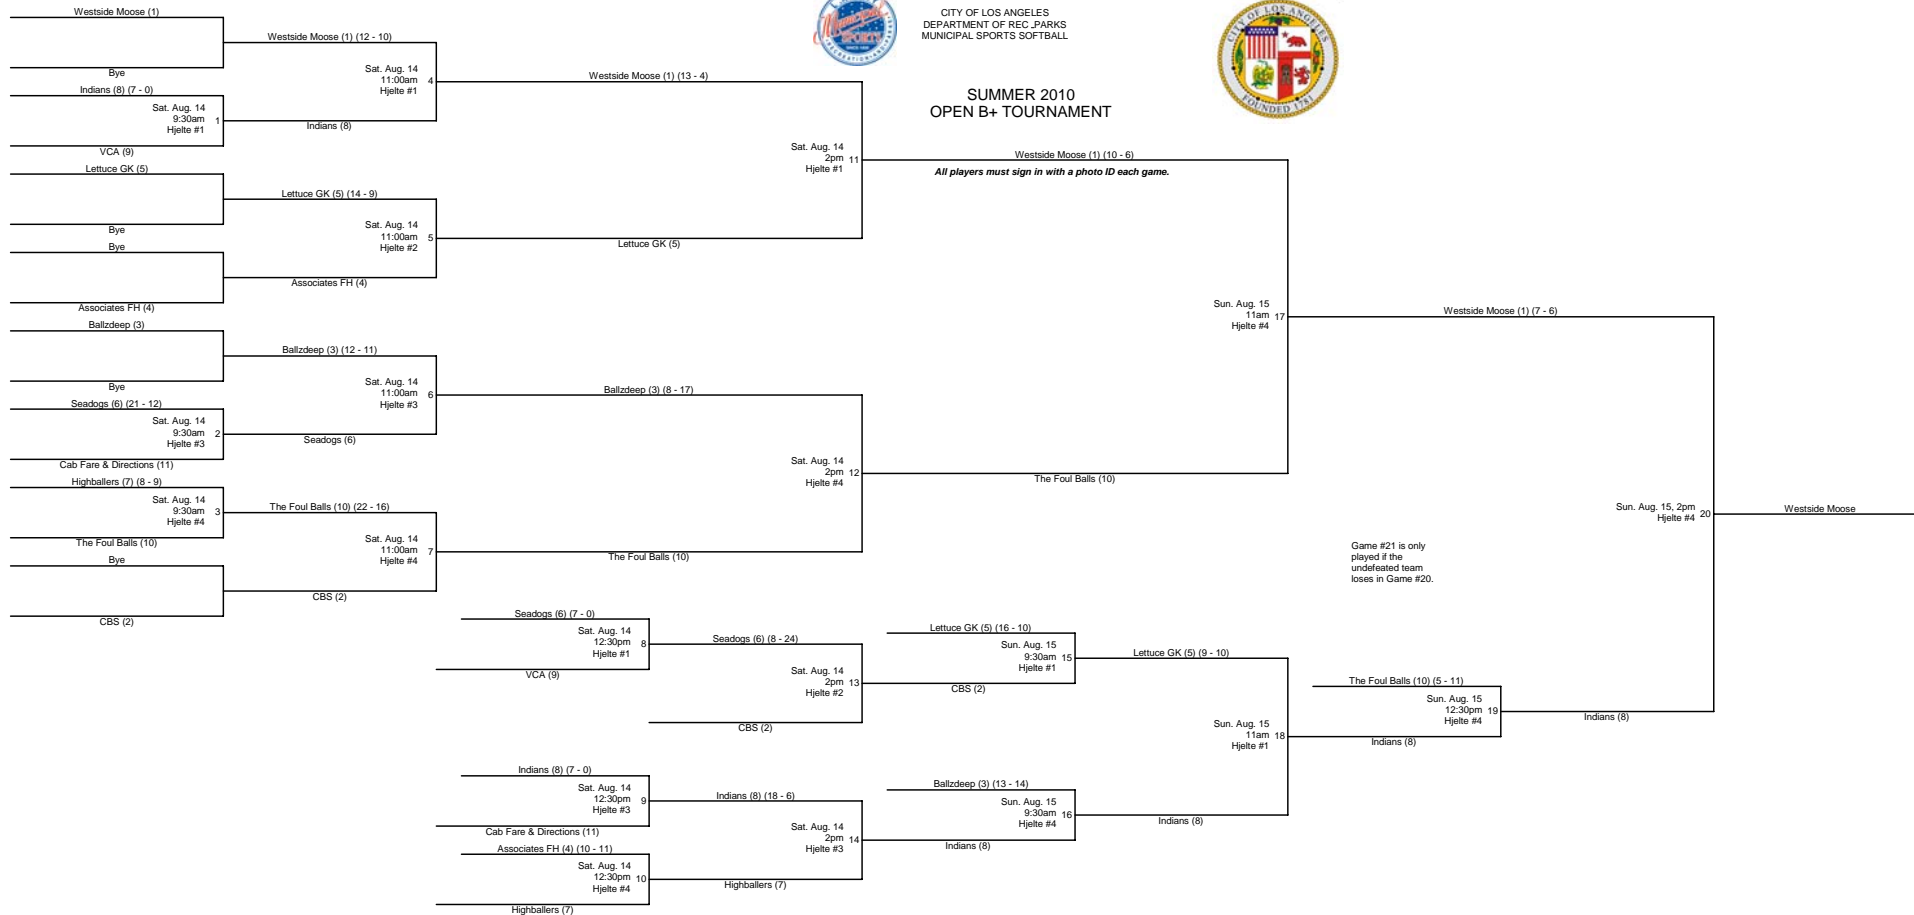 CITY OF LOS ANGELES
DEPARTMENT OF REC .PARKS
MUNICIPAL SPORTS SOFTBALL
Municipal
SPORTS
CITY OF LOS ANGELES
FOUNDED 1781
SUMMER 2010
OPEN B+ TOURNAMENT
All players must sign in with a photo ID each game.
Westside Moose (1)
Bye
Indians (8) (7 - 0)
Sat. Aug. 14
9:30am 1
Hjelte #1
VCA (9)
Lettuce GK (5)
Bye
Bye
Associates FH (4)
Ballzdeep (3)
Bye
Seadogs (6) (21 - 12)
Sat. Aug. 14
9:30am 2
Hjelte #3
Cab Fare & Directions (11)
Highballers (7) (8 - 9)
Sat. Aug. 14
9:30am 3
Hjelte #4
The Foul Balls (10)
Bye
CBS (2)
Westside Moose (1) (12 - 10)
Sat. Aug. 14
11:00am 4
Hjelte #1
Indians (8)
Lettuce GK (5) (14 - 9)
Sat. Aug. 14
11:00am 5
Hjelte #2
Associates FH (4)
Ballzdeep (3) (12 - 11)
Sat. Aug. 14
11:00am 6
Hjelte #3
Seadogs (6)
The Foul Balls (10) (22 - 16)
Sat. Aug. 14
11:00am 7
Hjelte #4
CBS (2)
Westside Moose (1) (13 - 4)
Sat. Aug. 14
2pm 11
Hjelte #1
Lettuce GK (5)
Ballzdeep (3) (8 - 17)
Sat. Aug. 14
2pm 12
Hjelte #4
The Foul Balls (10)
Westside Moose (1) (10 - 6)
Sun. Aug. 15
11am 17
Hjelte #4
The Foul Balls (10)
Westside Moose (1) (7 - 6)
Sun. Aug. 15, 2pm 20
Hjelte #4
Westside Moose
Game #21 is only
played if the
undefeated team
loses in Game #20.
Seadogs (6) (7 - 0)
Sat. Aug. 14
12:30pm 8
Hjelte #1
VCA (9)
Seadogs (6) (8 - 24)
Sat. Aug. 14
2pm 13
Hjelte #2
CBS (2)
Lettuce GK (5) (16 - 10)
Sun. Aug. 15
9:30am 15
Hjelte #1
CBS (2)
Lettuce GK (5) (9 - 10)
Sun. Aug. 15
11am 18
Hjelte #1
Indians (8)
The Foul Balls (10) (5 - 11)
Sun. Aug. 15
12:30pm 19
Hjelte #4
Indians (8)
Indians (8)
Indians (8) (7 - 0)
Sat. Aug. 14
12:30pm 9
Hjelte #3
Cab Fare & Directions (11)
Associates FH (4) (10 - 11)
Sat. Aug. 14
12:30pm 10
Hjelte #4
Highballers (7)
Indians (8) (18 - 6)
Sat. Aug. 14
2pm 14
Hjelte #3
Highballers (7)
Ballzdeep (3) (13 - 14)
Sun. Aug. 15
9:30am 16
Hjelte #4
Indians (8)